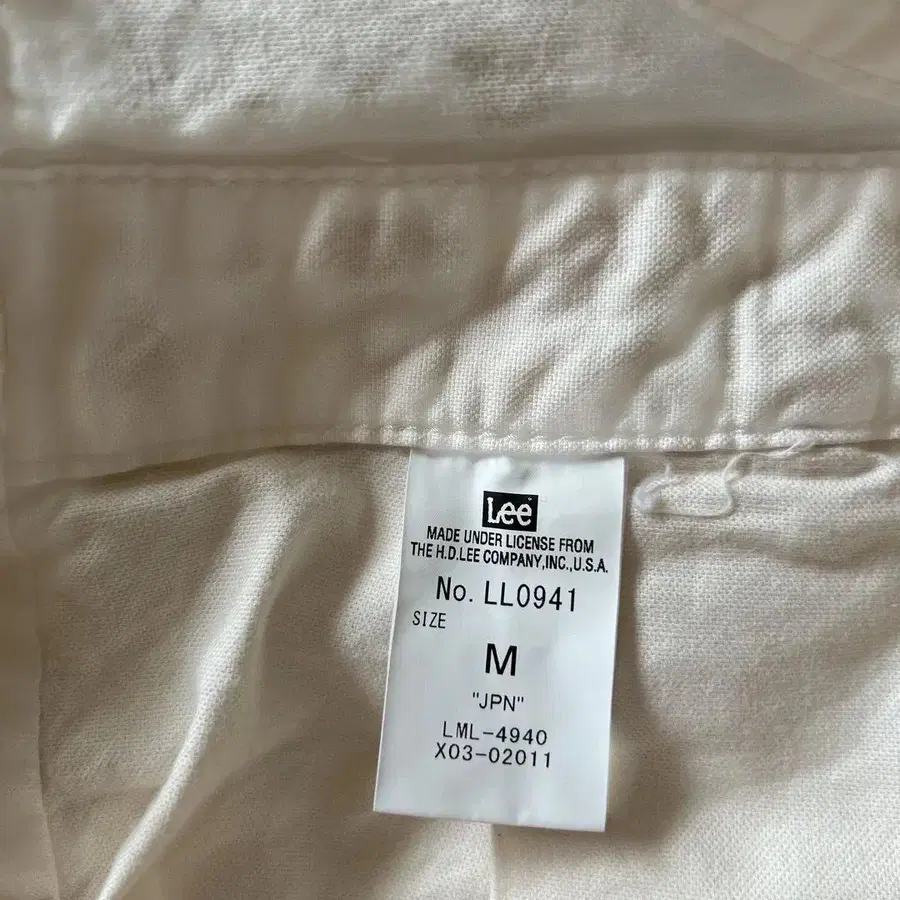 Lee
MADE UNDER LICENSE FROM
THE H.D.LEE COMPANY,INC.,U.S.A.
No. LL0941
SIZE
M
"JPN"
LML-4940
X03-02011